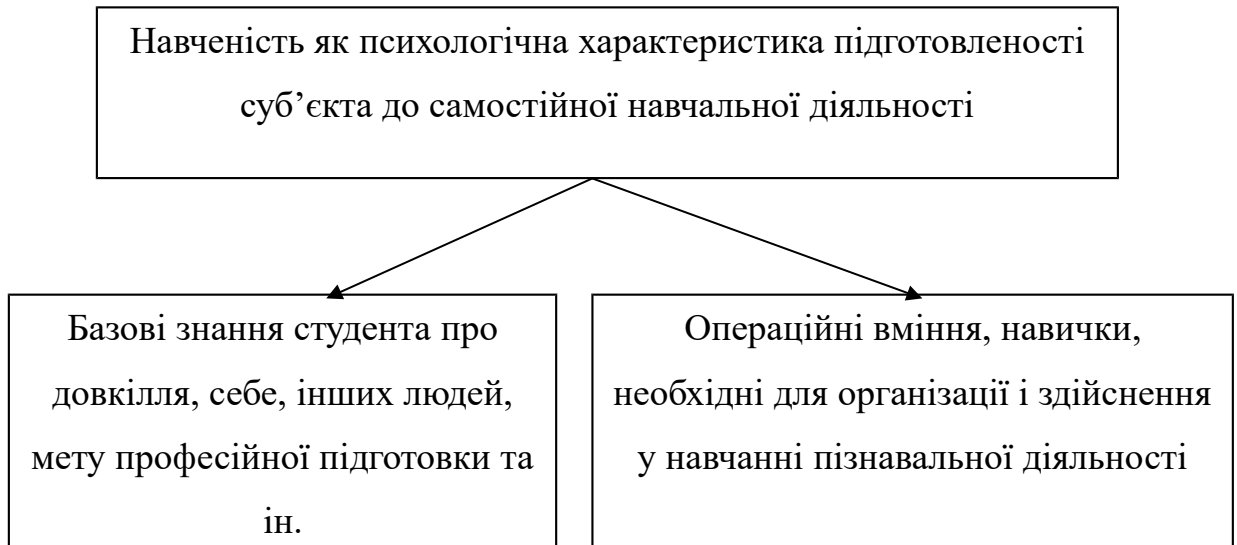 Навченість як психологічна характеристика підготовленості
суб’єкта до самостійної навчальної діяльності
Базові знання студента про
довкілля, себе, інших людей,
мету професійної підготовки та
ін.
Операційні вміння, навички,
необхідні для організації і здійснення
у навчанні пізнавальної діяльності